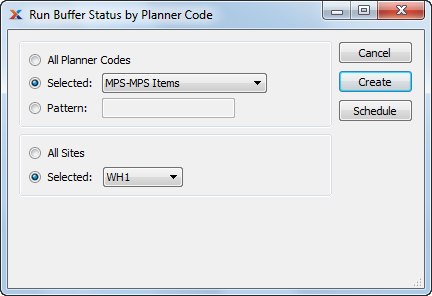 Run Buffer Status by Planner Code
All Planner Codes
Selected: MPS-MPS Items
Pattern:
All Sites
Selected: WH1
Cancel
Create
Schedule